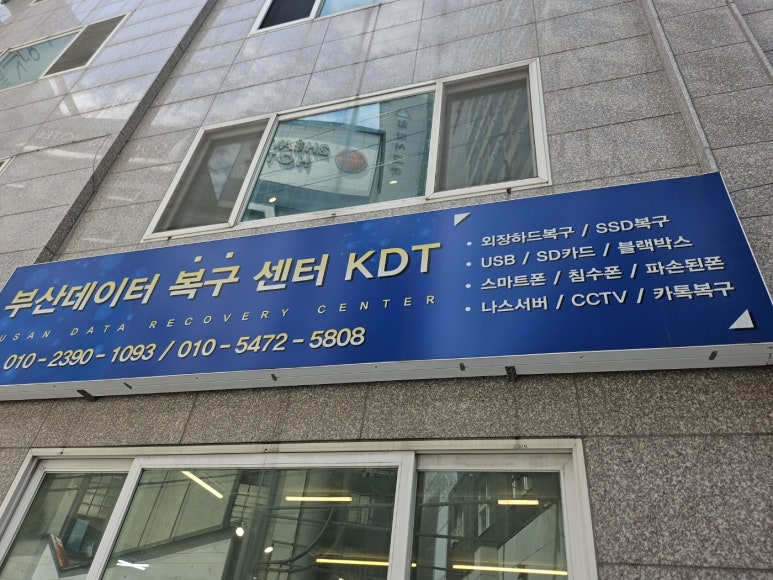 부산데이터 복구 센터 KDT
USAN DATA RECOVERY CENTER
010-2390-1093 / 010-5472-5808
• 외장하드복구 / SSD복구
• USB / SD카드 / 블랙박스
• 스마트폰 / 침수폰 / 파손된폰
• 나스서버 / CCTV / 카톡복구